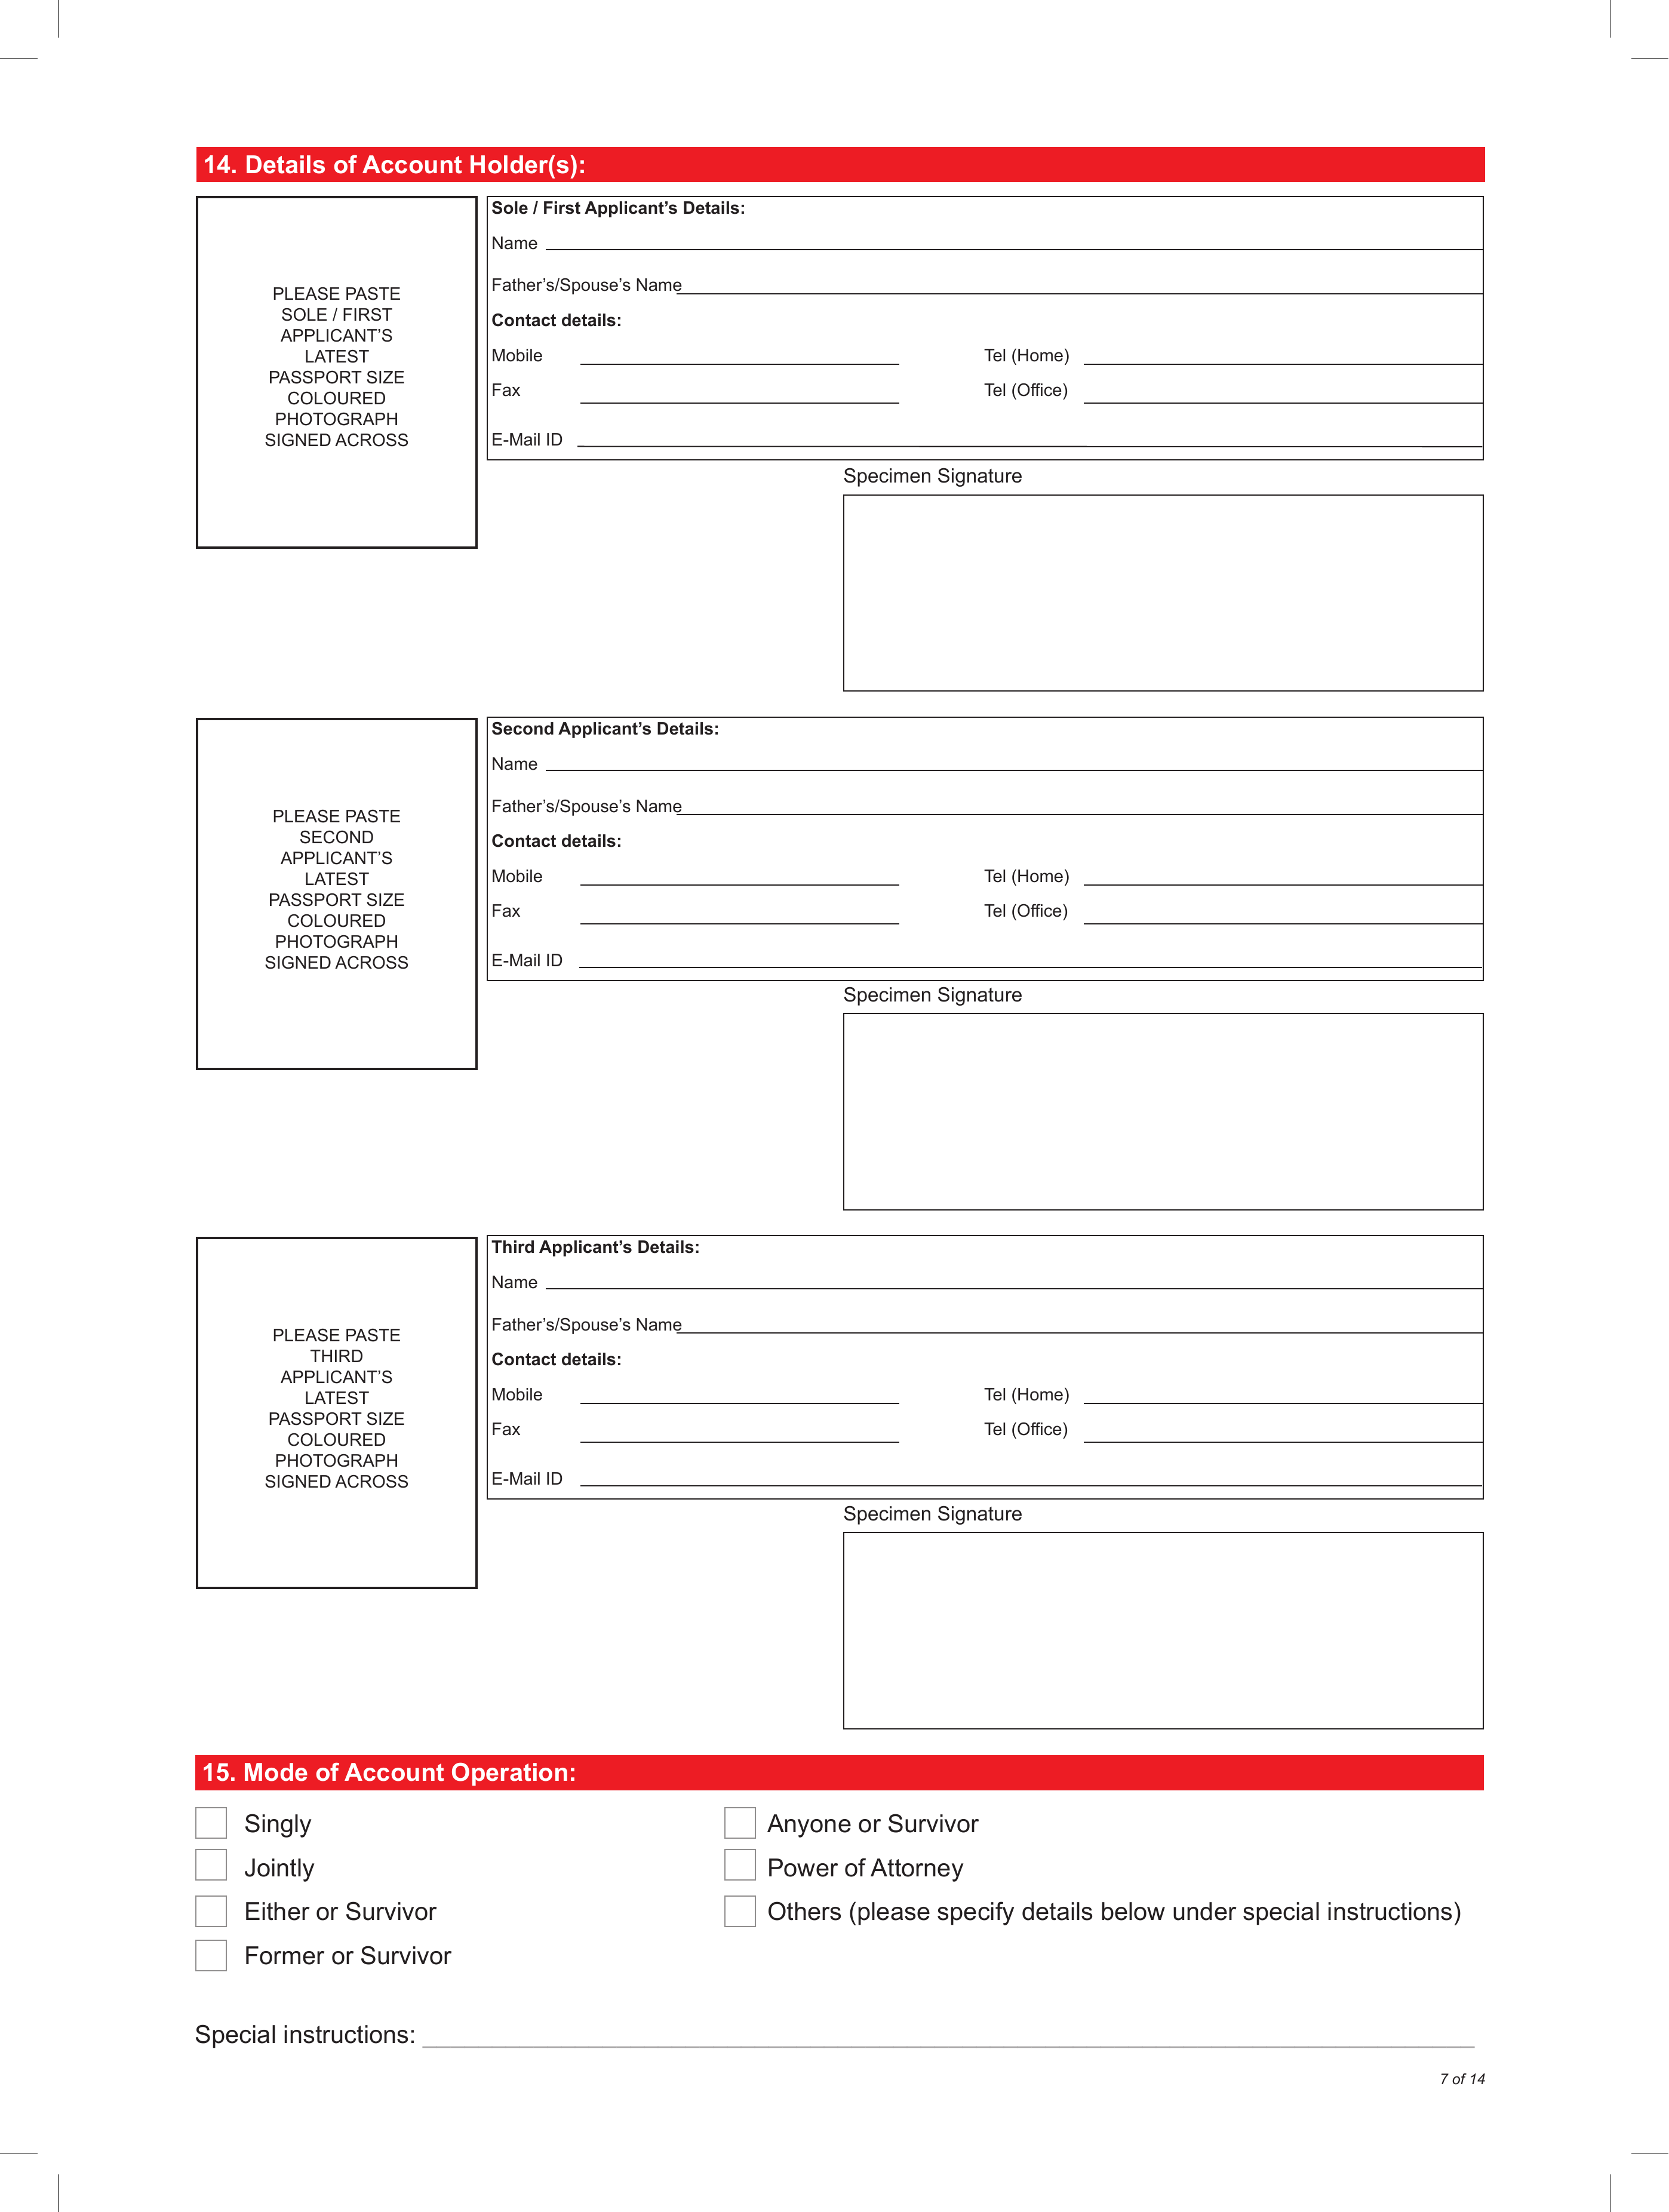 14. Details of Account Holder(s):
PLEASE PASTE
SOLE / FIRST
APPLICANT’S
LATEST
PASSPORT SIZE
COLOURED
PHOTOGRAPH
SIGNED ACROSS
Sole / First Applicant’s Details:
Name
Father’s/Spouse’s Name
Contact details:
Mobile Tel (Home)
Fax Tel (Office)
E-Mail ID
Specimen Signature
PLEASE PASTE
SECOND
APPLICANT’S
LATEST
PASSPORT SIZE
COLOURED
PHOTOGRAPH
SIGNED ACROSS
Second Applicant’s Details:
Name
Father’s/Spouse’s Name
Contact details:
Mobile Tel (Home)
Fax Tel (Office)
E-Mail ID
Specimen Signature
PLEASE PASTE
THIRD
APPLICANT’S
LATEST
PASSPORT SIZE
COLOURED
PHOTOGRAPH
SIGNED ACROSS
Third Applicant’s Details:
Name
Father’s/Spouse’s Name
Contact details:
Mobile Tel (Home)
Fax Tel (Office)
E-Mail ID
Specimen Signature
15. Mode of Account Operation:
Singly
Jointly
Either or Survivor
Former or Survivor
Anyone or Survivor
Power of Attorney
Others (please specify details below under special instructions)
Special instructions:
7 of 14